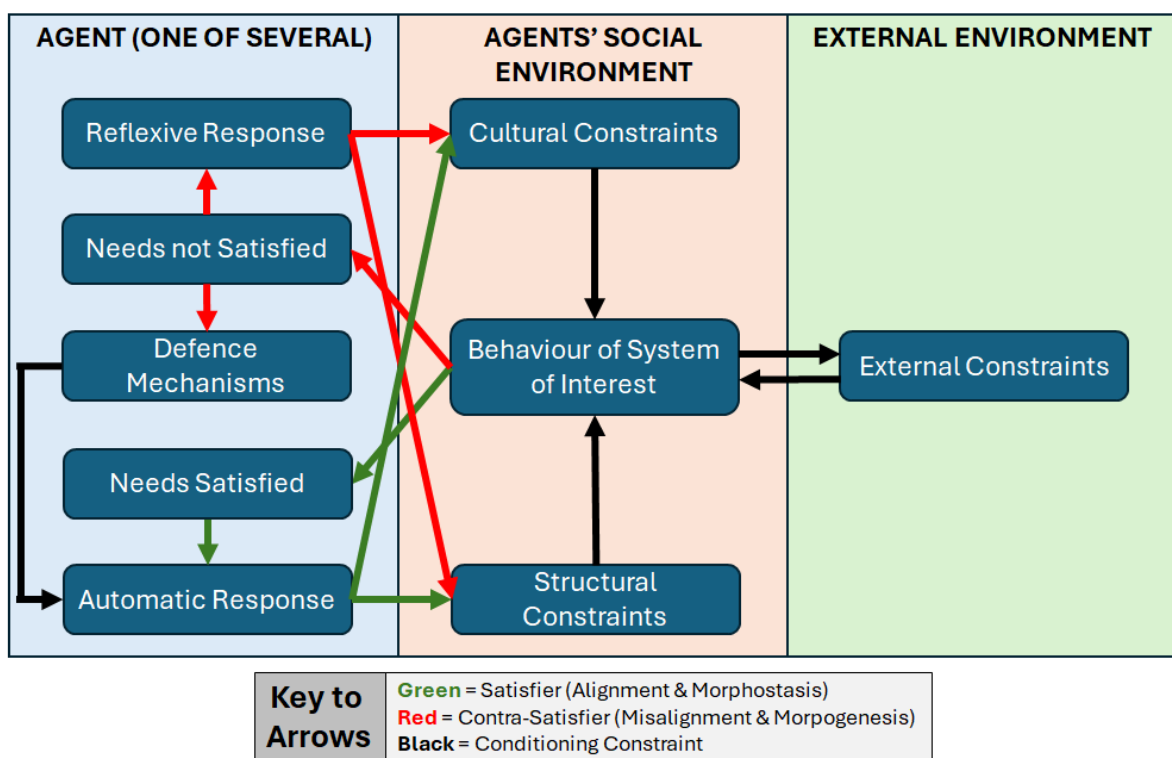 AGENT (ONE OF SEVERAL)
AGENTS’ SOCIAL
ENVIRONMENT
EXTERNAL ENVIRONMENT
Reflexive Response
Needs not Satisfied
Defence
Mechanisms
Needs Satisfied
Automatic Response
Cultural Constraints
Behaviour of System
of Interest
Structural
Constraints
External Constraints
Key to
Arrows
Green = Satisfier (Alignment & Morphostasis)
Red = Contra-Satisfier (Misalignment & Morpogenesis)
Black = Conditioning Constraint